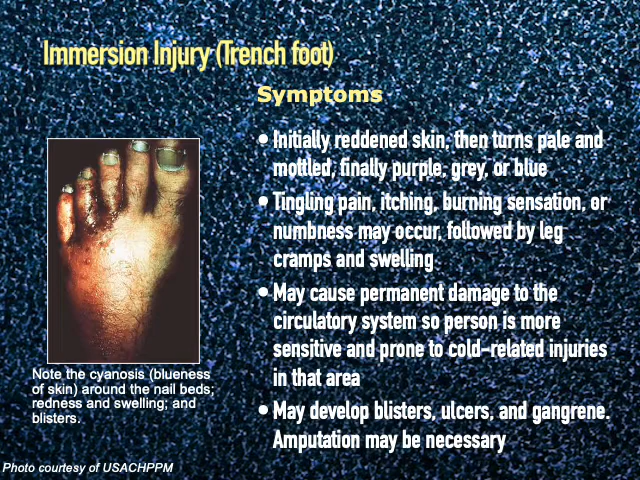 Immersion Injury (Trench foot)
Symptoms
• Initially reddened skin, then turns pale and
mottled, finally purple, grey, or blue
• Tingling pain, itching, burning sensation, or
numbness may occur, followed by leg
cramps and swelling
• May cause permanent damage to the
circulatory system so person is more
sensitive and prone to cold-related injuries
in that area
• May develop blisters, ulcers, and gangrene.
Amputation may be necessary
Note the cyanosis (blueness
of skin) around the nail beds;
redness and swelling; and
blisters.
Photo courtesy of USACHPPM